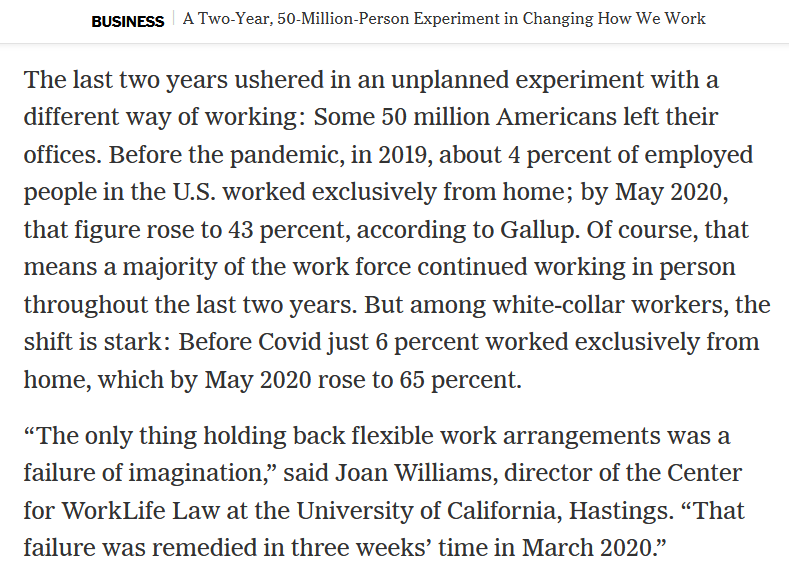 BUSINESS | A Two-Year, 50-Million-Person Experiment in Changing How We Work
The last two years ushered in an unplanned experiment with a
different way of working: Some 50 million Americans left their
offices. Before the pandemic, in 2019, about 4 percent of employed
people in the U.S. worked exclusively from home; by May 2020,
that figure rose to 43 percent, according to Gallup. Of course, that
means a majority of the work force continued working in person
throughout the last two years. But among white-collar workers, the
shift is stark: Before Covid just 6 percent worked exclusively from
home, which by May 2020 rose to 65 percent.
“The only thing holding back flexible work arrangements was a
failure of imagination,” said Joan Williams, director of the Center
for WorkLife Law at the University of California, Hastings. “That
failure was remedied in three weeks’ time in March 2020.”